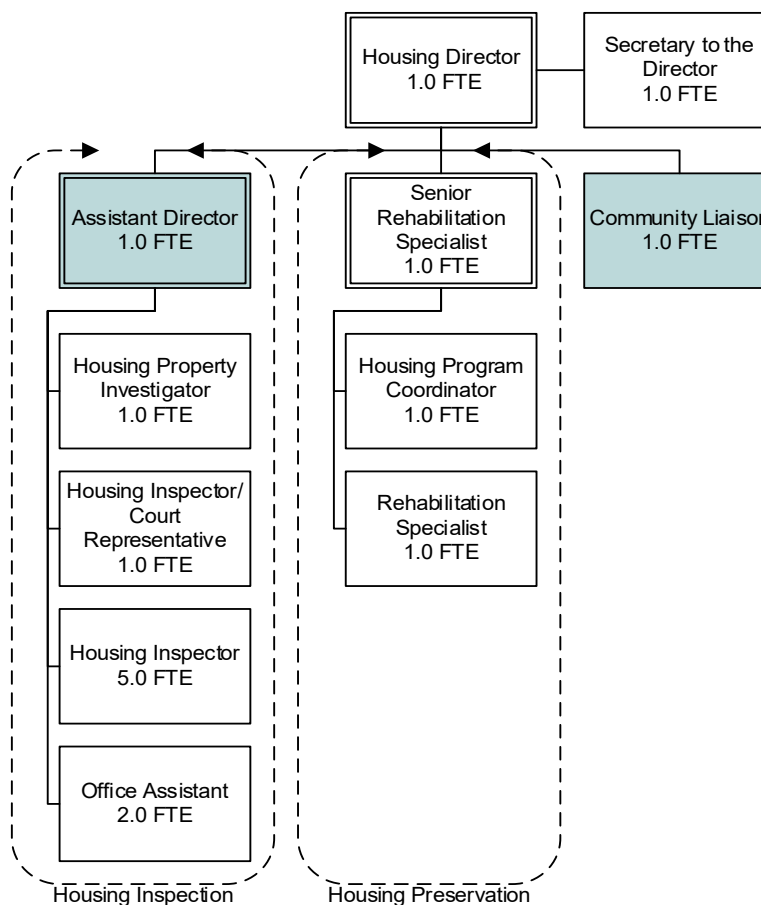 Housing Director
1.0 FTE
Secretary to the
Director
1.0 FTE
Assistant Director
1.0 FTE
Senior
Rehabilitation
Specialist
1.0 FTE
Community Liaison
1.0 FTE
Housing Property
Investigator
1.0 FTE
Housing Program
Coordinator
1.0 FTE
Housing Inspector/
Court
Representative
1.0 FTE
Rehabilitation
Specialist
1.0 FTE
Housing Inspector
5.0 FTE
Office Assistant
2.0 FTE
Housing Inspection
Housing Preservation